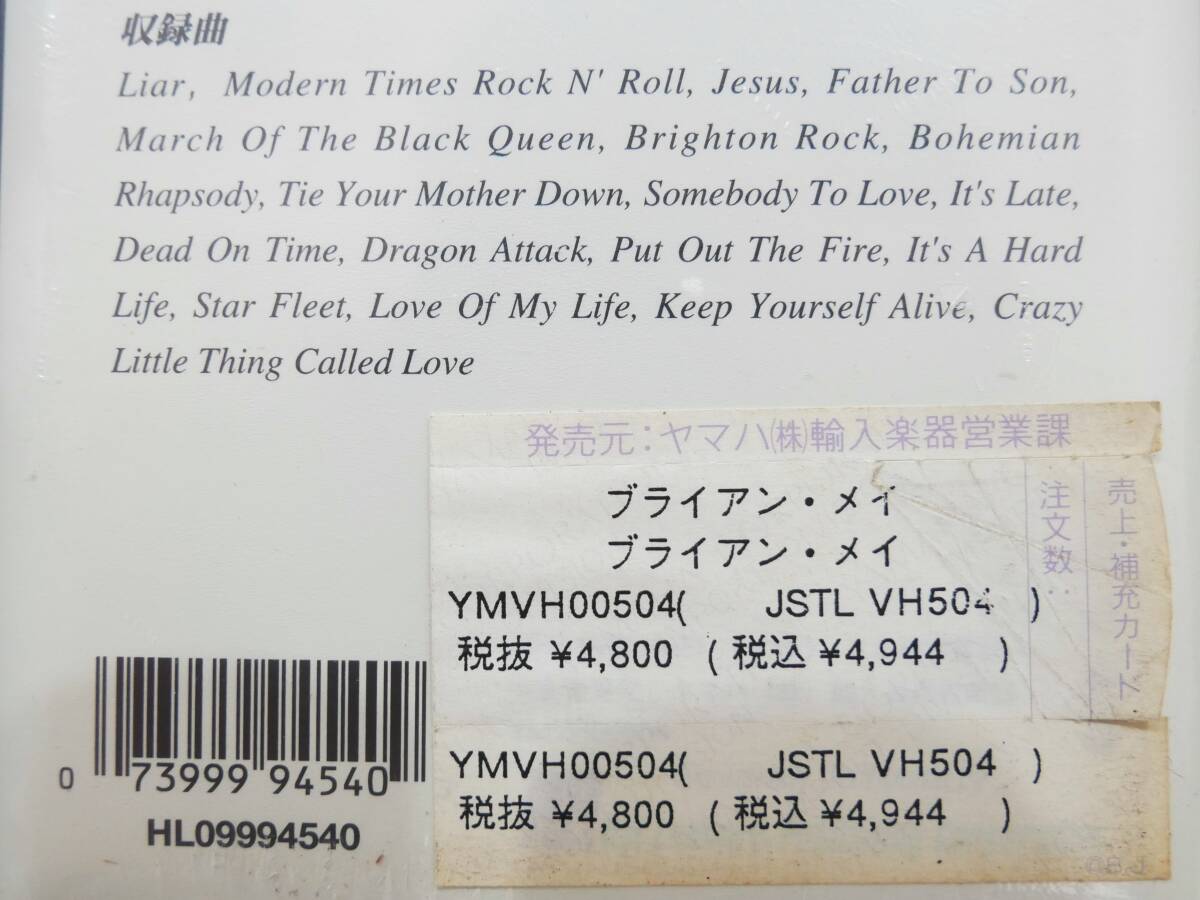 収録曲
Liar, Modern Times Rock N' Roll, Jesus, Father To Son,
March Of The Black Queen, Brighton Rock, Bohemian
Rhapsody, Tie Your Mother Down, Somebody To Love, It's Late,
Dead On Time, Dragon Attack, Put Out The Fire, It's A Hard
Life, Star Fleet, Love Of My Life, Keep Yourself Alive, Crazy
Little Thing Called Love
発売元:ヤマハ(株)輸入楽器営業課
ブライアン・メイ
ブライアン・メイ
YMVH00504( JSTL VH504 )
税抜 ¥4,800 ( 税込 ¥4,944 )
注文数:
売上・補充カード
YMVH00504( JSTL VH504 )
税抜 ¥4,800 ( 税込 ¥4,944 )
0 73999 94540
HL09994540